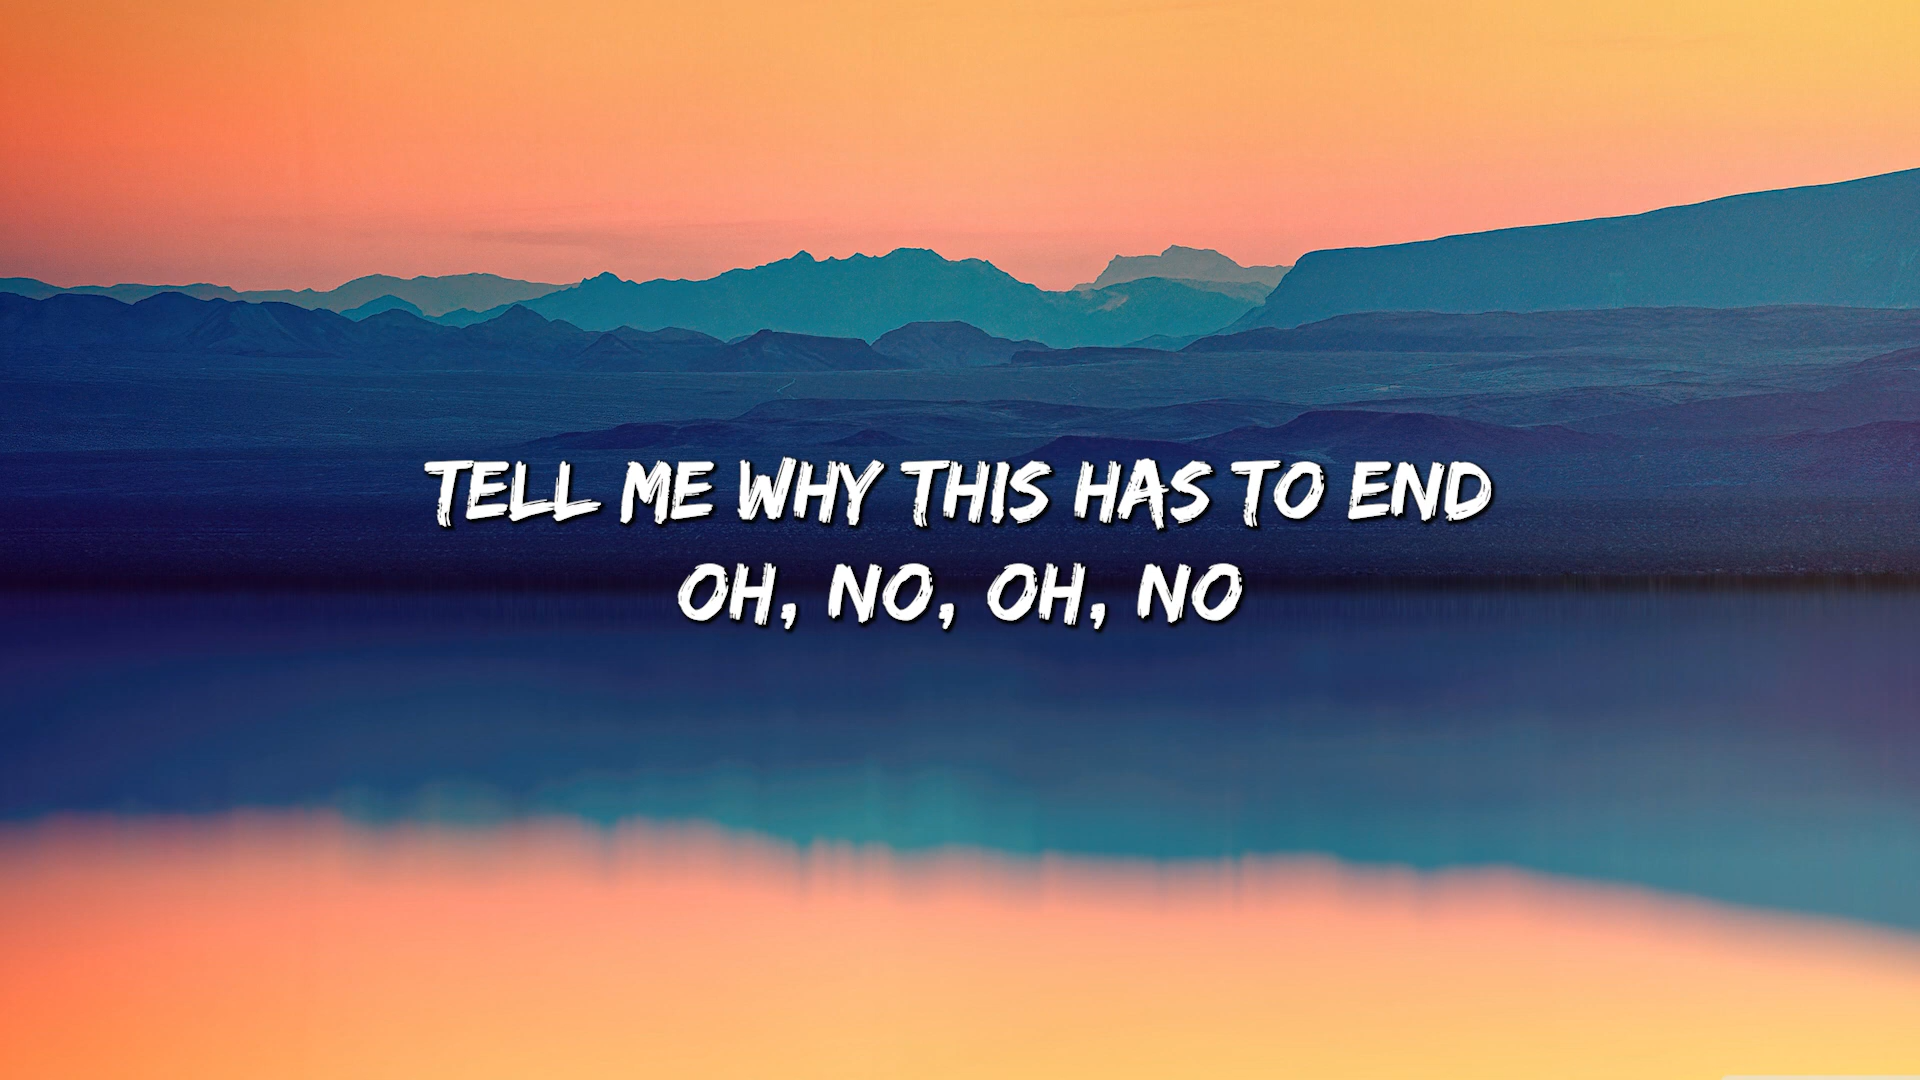 TELL ME WHY THIS HAS TO END
OH, NO, OH, NO